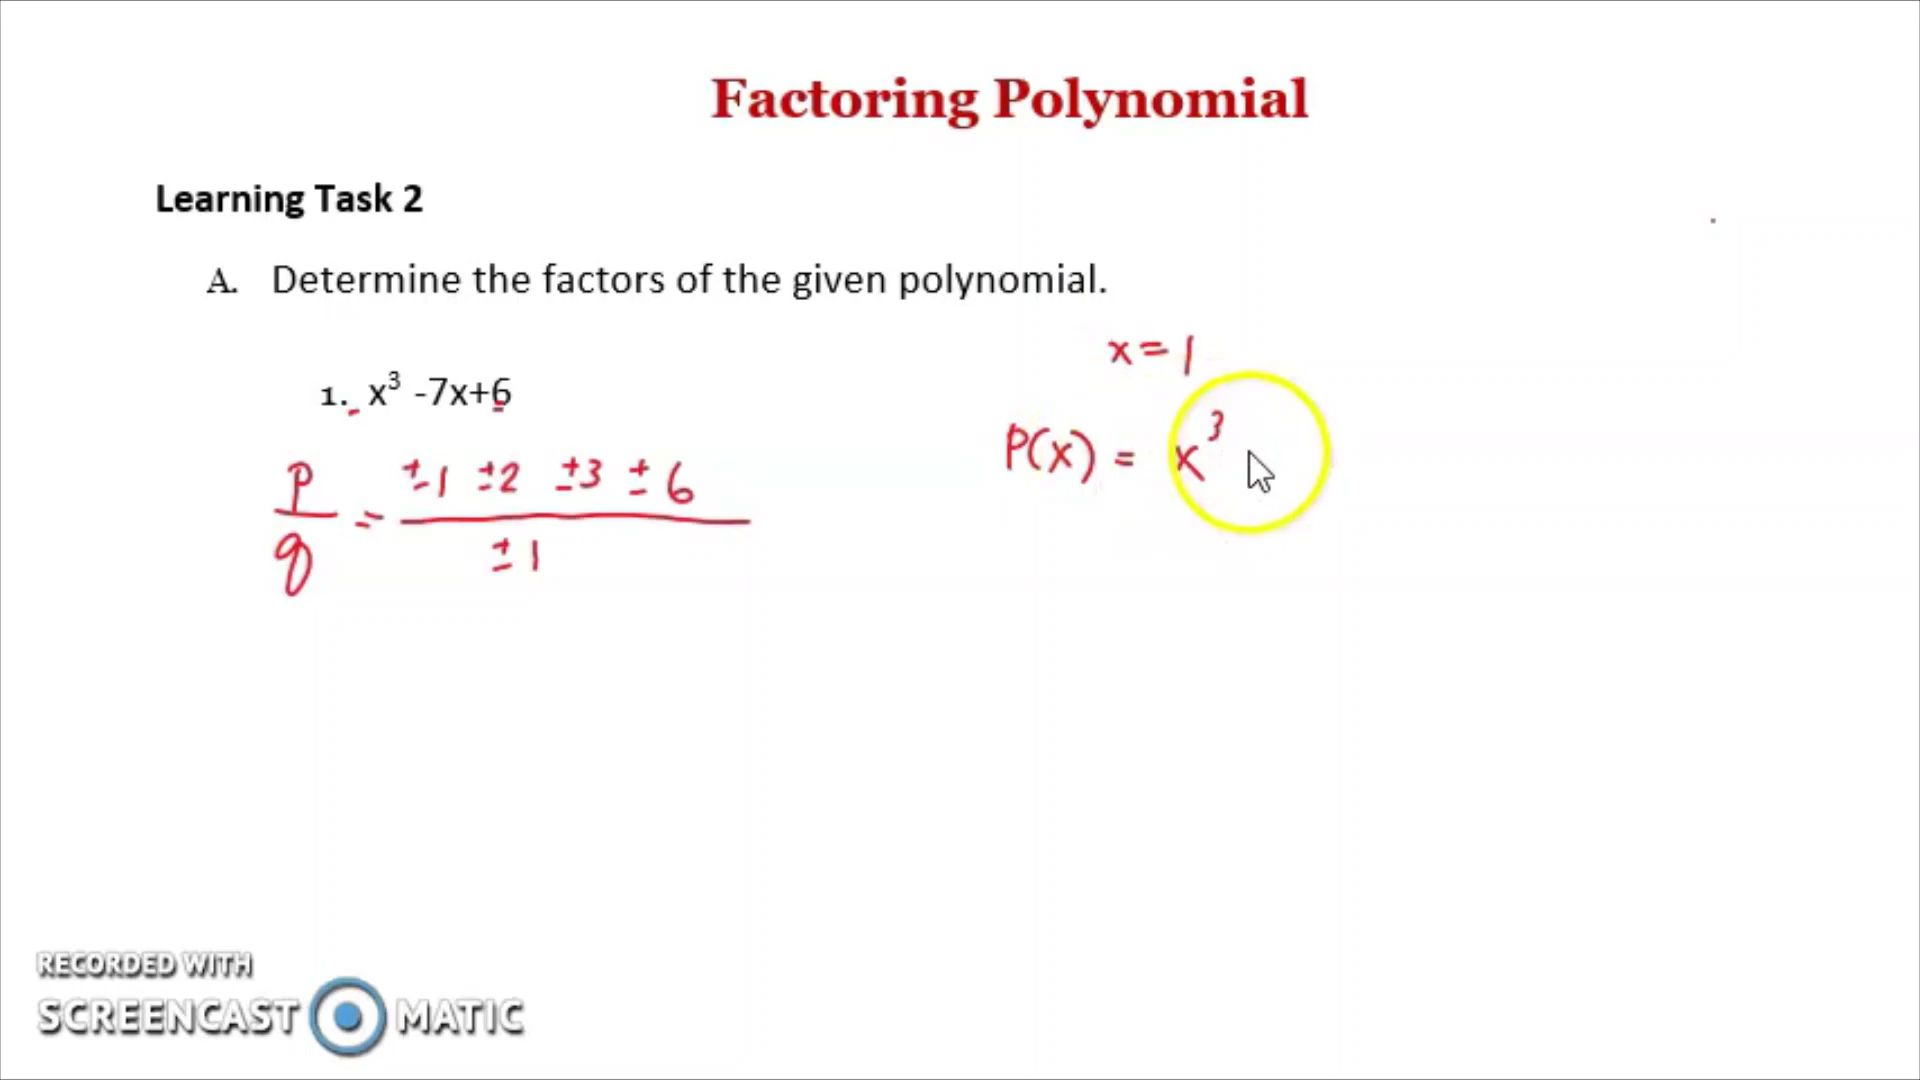 Factoring Polynomial
Learning Task 2
A. Determine the factors of the given polynomial.
x = 1
1. x³ -7x+6
P(x) = x³
p/q = ±1 ±2 ±3 ±6 / ±1
RECORDED WITH
SCREENCAST MATIC